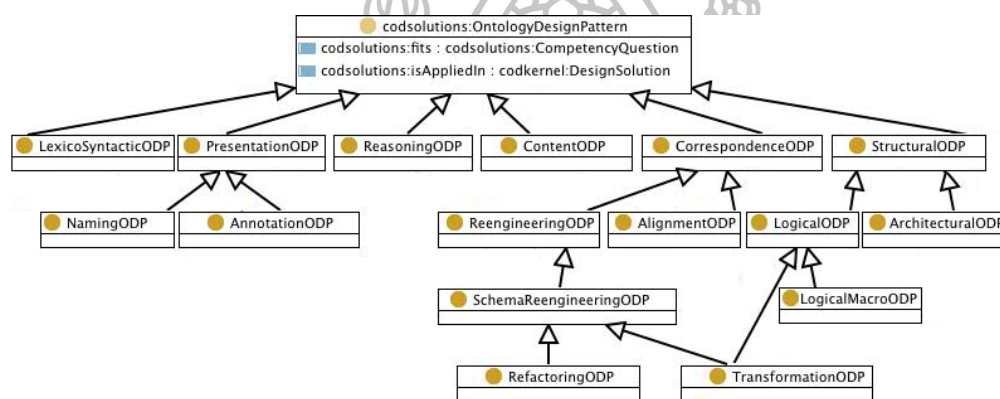 codsolutions:OntologyDesignPattern
codsolutions:fits : codsolutions:CompetencyQuestion
codsolutions:isAppliedIn : codkernel:DesignSolution
LexicoSyntacticODP PresentationODP ReasoningODP ContentODP CorrespondenceODP StructuralODP
NamingODP AnnotationODP ReengineeringODP AlignmentODP LogicalODP ArchitecturalODP
SchemaReengineeringODP LogicalMacroODP
RefactoringODP TransformationODP